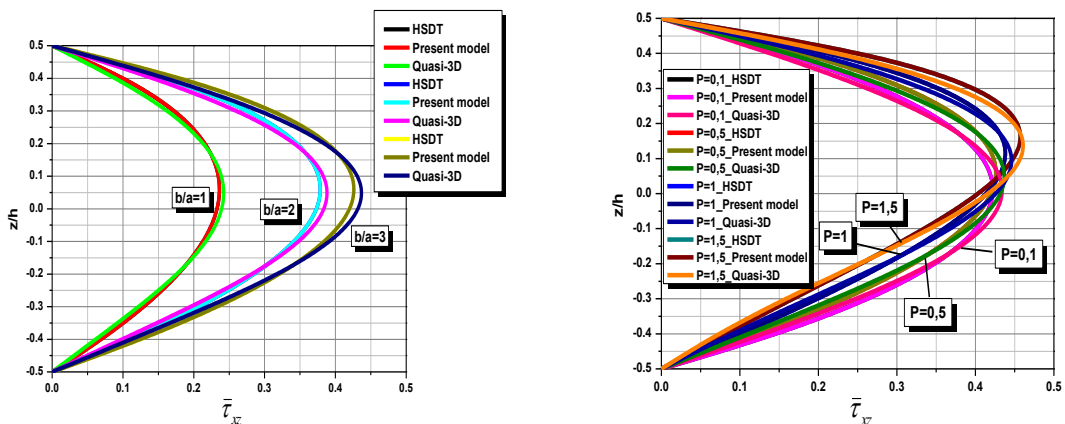 HSDT
Present model
Quasi-3D
HSDT
Present model
Quasi-3D
HSDT
Present model
Quasi-3D
0.5
0.4
0.3
0.2
0.1
0.0
-0.1
-0.2
-0.3
-0.4
-0.5
z/h
b/a=1
b/a=2
b/a=3
0.0 0.1 0.2 0.3 0.4 0.5
τ̄xz
P=0,1_HSDT
P=0,1_Present model
P=0,1_Quasi-3D
P=0,5_HSDT
P=0,5_Present model
P=0,5_Quasi-3D
P=1_HSDT
P=1_Present model
P=1_Quasi-3D
P=1,5_HSDT
P=1,5_Present model
P=1,5_Quasi-3D
0.5
0.4
0.3
0.2
0.1
0.0
-0.1
-0.2
-0.3
-0.4
-0.5
z/h
P=1,5
P=1
P=0,1
P=0,5
0.0 0.1 0.2 0.3 0.4 0.5
τ̄xz